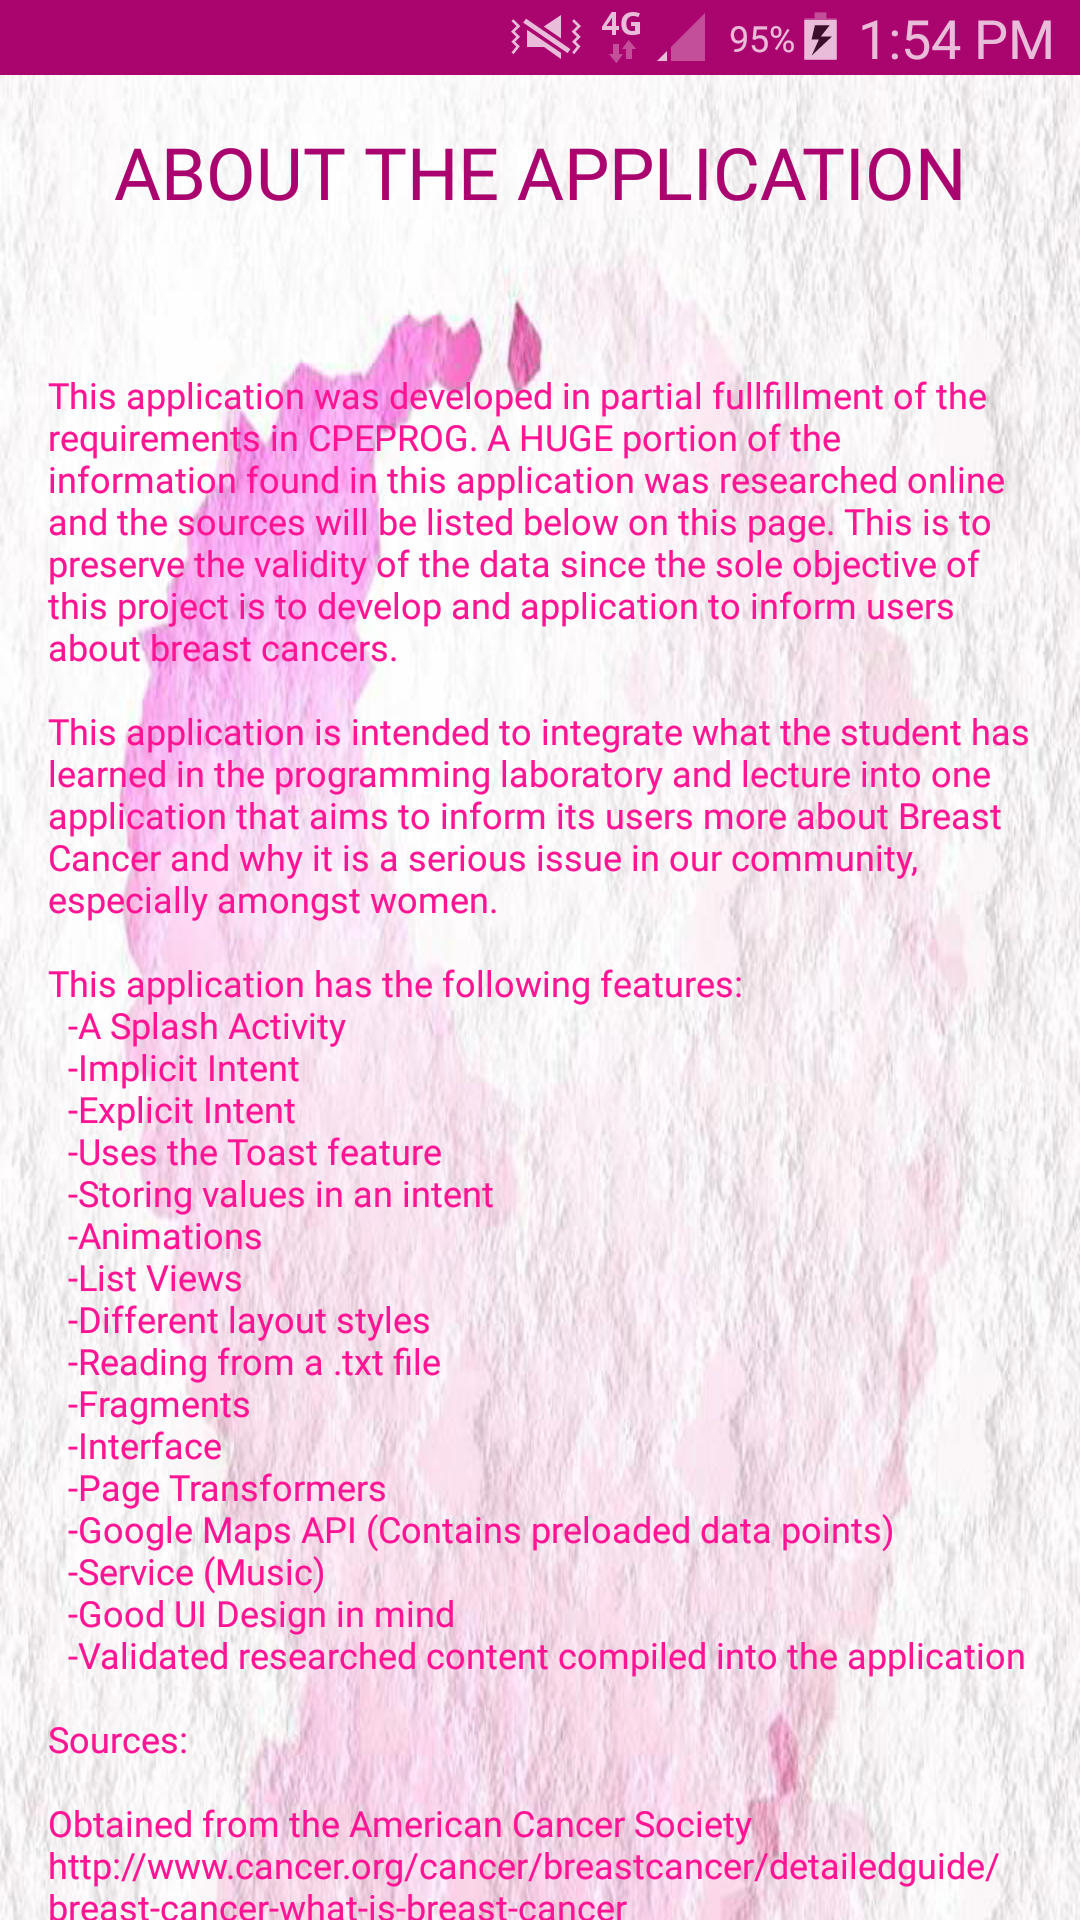 4G 95% 1:54 PM
ABOUT THE APPLICATION
This application was developed in partial fullfillment of the
requirements in CPEPROG. A HUGE portion of the
information found in this application was researched online
and the sources will be listed below on this page. This is to
preserve the validity of the data since the sole objective of
this project is to develop and application to inform users
about breast cancers.
This application is intended to integrate what the student has
learned in the programming laboratory and lecture into one
application that aims to inform its users more about Breast
Cancer and why it is a serious issue in our community,
especially amongst women.
This application has the following features:
-A Splash Activity
-Implicit Intent
-Explicit Intent
-Uses the Toast feature
-Storing values in an intent
-Animations
-List Views
-Different layout styles
-Reading from a .txt file
-Fragments
-Interface
-Page Transformers
-Google Maps API (Contains preloaded data points)
-Service (Music)
-Good UI Design in mind
-Validated researched content compiled into the application
Sources:
Obtained from the American Cancer Society
http://www.cancer.org/cancer/breastcancer/detailedguide/
breast-cancer-what-is-breast-cancer